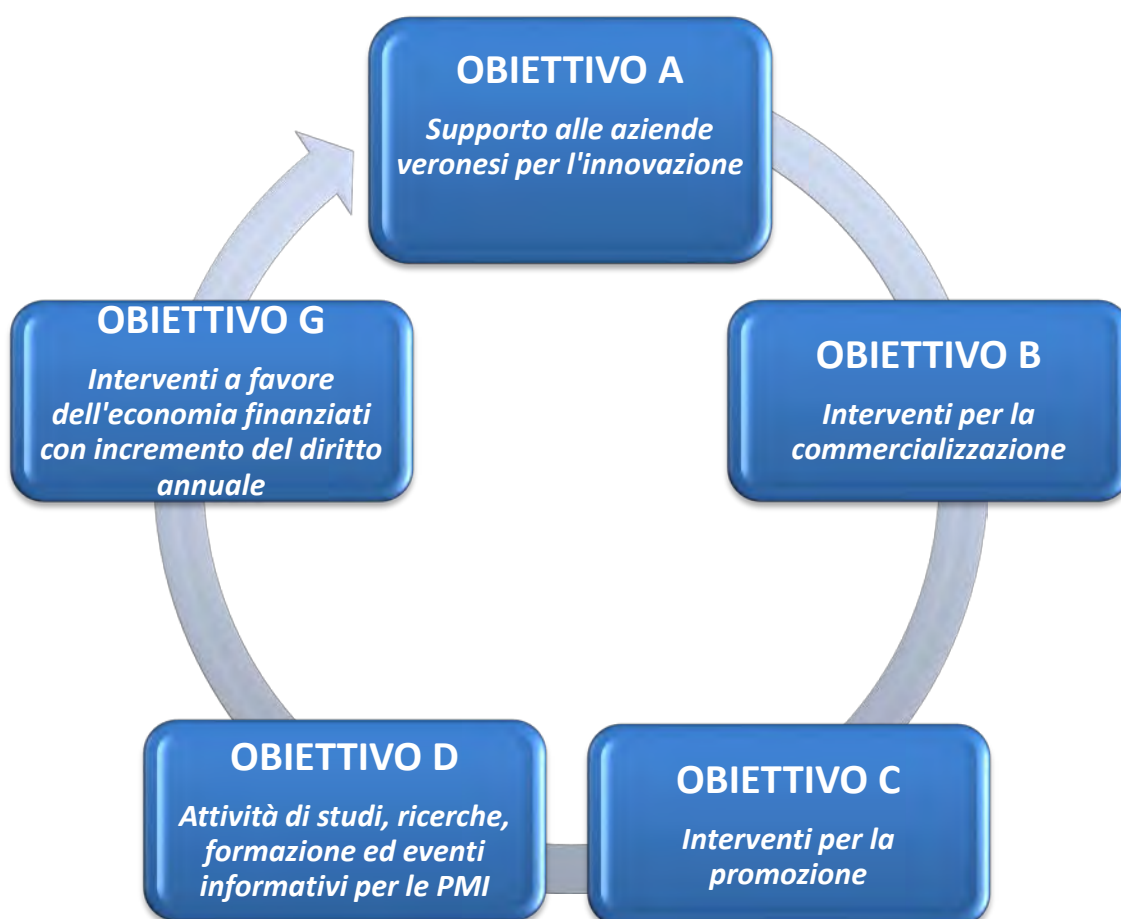 OBIETTIVO A
Supporto alle aziende
veronesi per l'innovazione
OBIETTIVO B
Interventi per la
commercializzazione
OBIETTIVO C
Interventi per la
promozione
OBIETTIVO D
Attività di studi, ricerche,
formazione ed eventi
informativi per le PMI
OBIETTIVO G
Interventi a favore
dell'economia finanziati
con incremento del diritto
annuale